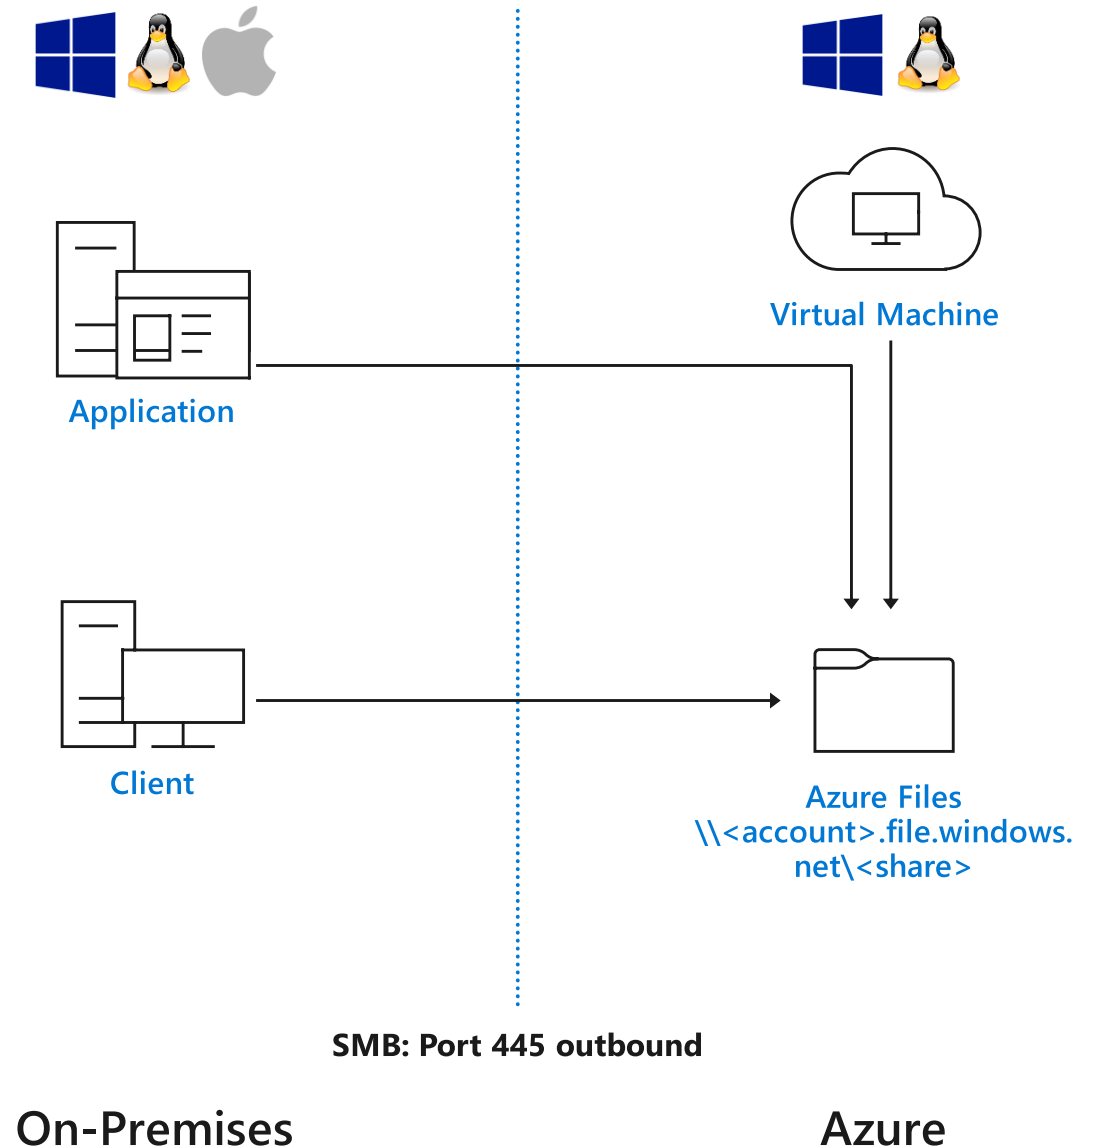 Virtual Machine
Application
Client
Azure Files
\\<account>.file.windows.
net\<share>
SMB: Port 445 outbound
On-Premises
Azure